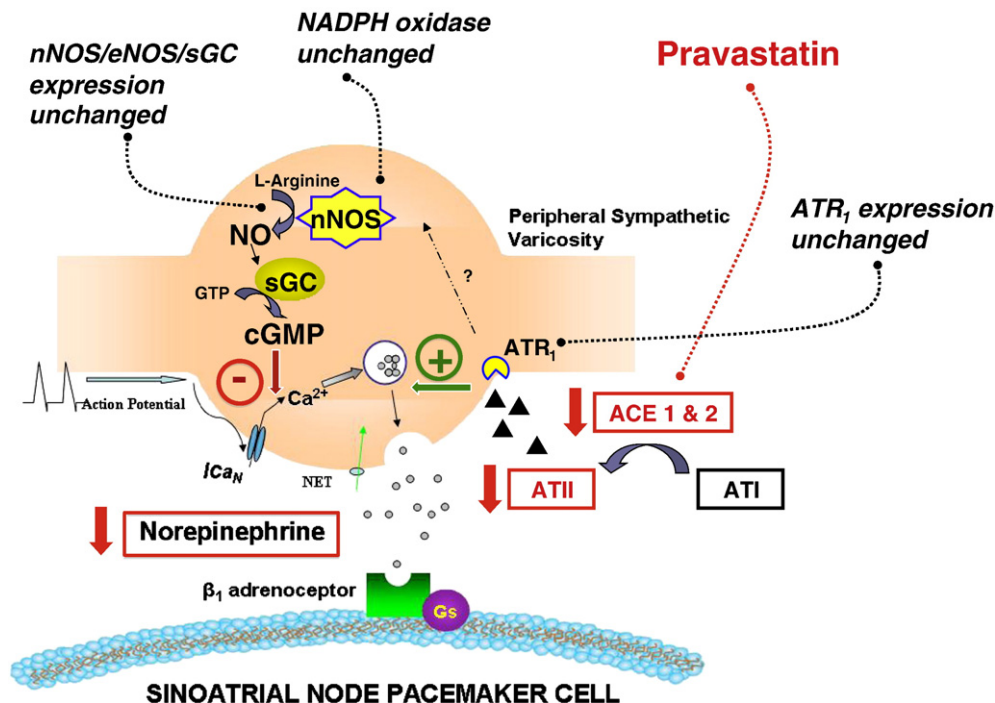 nNOS/eNOS/sGC
expression
unchanged
NADPH oxidase
unchanged
Pravastatin
L-Arginine
nNOS
NO
Peripheral Sympathetic
Varicosity
ATR₁ expression
unchanged
GTP
sGC
cGMP
?
ATR₁
+
-
Ca²⁺
Action Potential
ICaN
NET
ACE 1 & 2
ATII
ATI
Norepinephrine
β₁ adrenoceptor
Gs
SINOATRIAL NODE PACEMAKER CELL